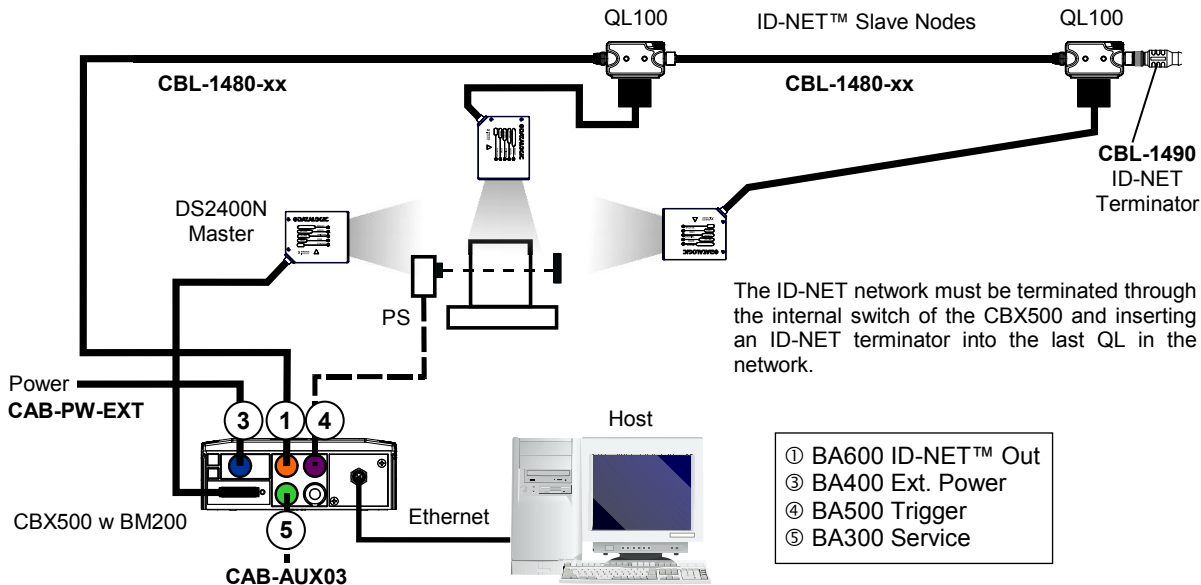 QL100
ID-NET™ Slave Nodes
QL100
CBL-1480-xx
CBL-1480-xx
CBL-1490
ID-NET
Terminator
DATALOGIC
DS2400N
Master
DATALOGIC
DATALOGIC
PS
The ID-NET network must be terminated through
the internal switch of the CBX500 and inserting
an ID-NET terminator into the last QL in the
network.
Power
CAB-PW-EXT
3
1
4
Host
① BA600 ID-NET™ Out
③ BA400 Ext. Power
④ BA500 Trigger
⑤ BA300 Service
CBX500 w BM200
5
Ethernet
CAB-AUX03